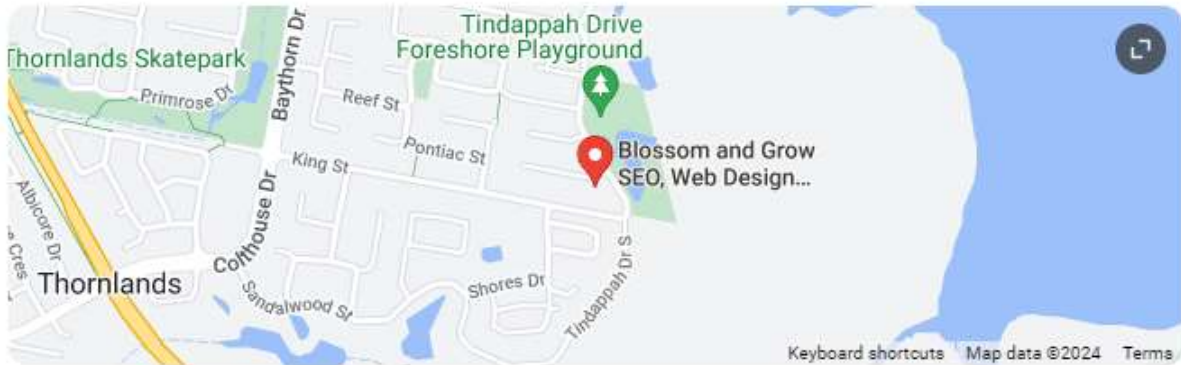 Tindappah Drive
Foreshore Playground
Thornlands Skatepark
Baythorn Dr
Primrose Dr
Reef St
Pontiac St
King St
Blossom and Grow
SEO, Web Design...
Albicore Dr
Cres
Colthouse Dr
Thornlands
Sandalwood St
Shores Dr
Tindappah Dr S
Keyboard shortcuts
Map data ©2024
Terms